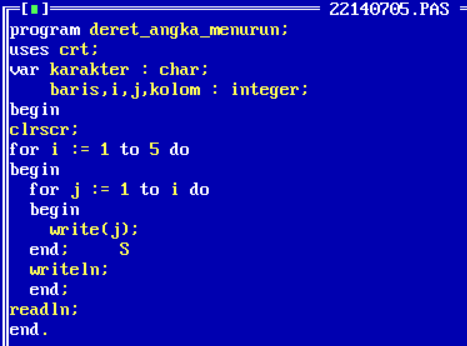 [■] 22140705.PAS
program deret_angka_menurun;
uses crt;
var karakter : char;
    baris,i,j,kolom : integer;
begin
clrscr;
for i := 1 to 5 do
begin
  for j := 1 to i do
  begin
    write(j);
  end;      S
  writeln;
  end;
readln;
end.